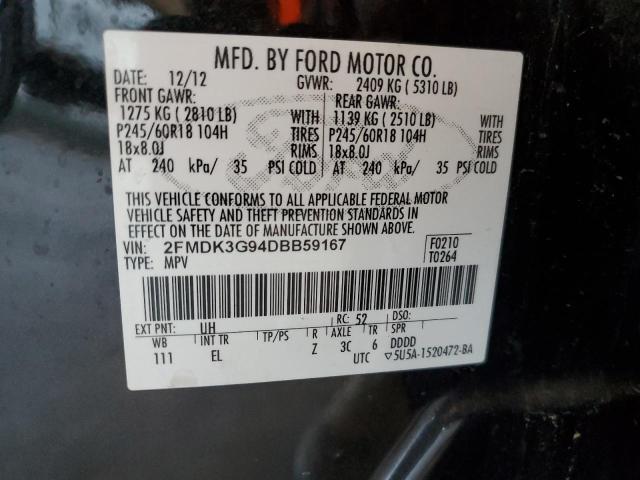 MFD. BY FORD MOTOR CO.
DATE: 12/12 GVWR: 2409 KG ( 5310 LB)
FRONT GAWR: REAR GAWR:
1275 KG ( 2810 LB) WITH 1139 KG ( 2510 LB) WITH
P245/60R18 104H TIRES P245/60R18 104H TIRES
18x8.0J RIMS 18x8.0J RIMS
AT 240 kPa/ 35 PSI COLD AT 240 kPa/ 35 PSI COLD
THIS VEHICLE CONFORMS TO ALL APPLICABLE FEDERAL MOTOR
VEHICLE SAFETY AND THEFT PREVENTION STANDARDS IN
EFFECT ON THE DATE OF MANUFACTURE SHOWN ABOVE.
VIN: 2FMDK3G94DBB59167 F0210
TYPE: MPV T0264
EXT PNT: UH RC: 52 DSO:
WB INT TR TP/PS R AXLE TR SPR
111 EL Z 3C 6 DDDD
UTC ▽5U5A-1520472-BA